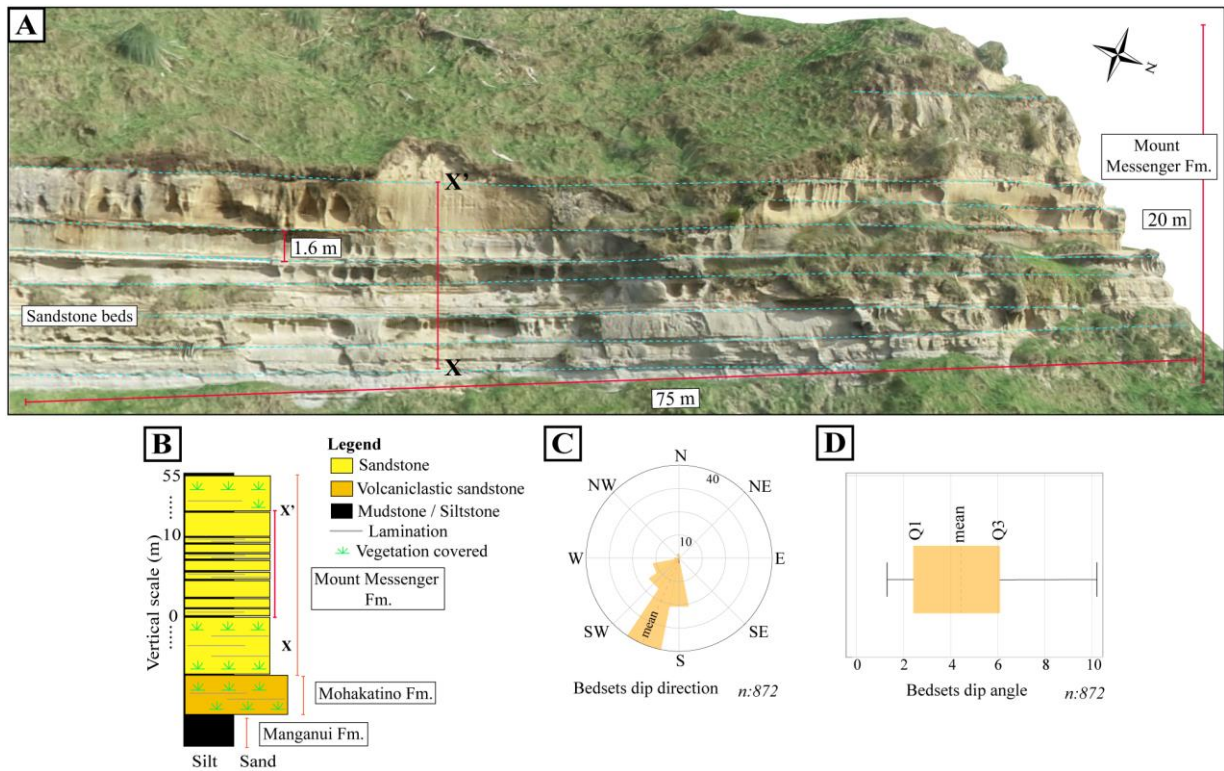 A
N
Mount
Messenger Fm.
X'
1.6 m
20 m
Sandstone beds
X
75 m
B
Legend
Sandstone
Volcaniclastic sandstone
Mudstone / Siltstone
Lamination
Vegetation covered
Mount Messenger
Fm.
Mohakatino Fm.
Manganui Fm.
55
X'
10
0
X
Vertical scale (m)
Silt Sand
C
N
NW NE
40
10
W E
SW SE
mean
S
Bedsets dip direction n:872
D
Q1 mean Q3
0 2 4 6 8 10
Bedsets dip angle n:872